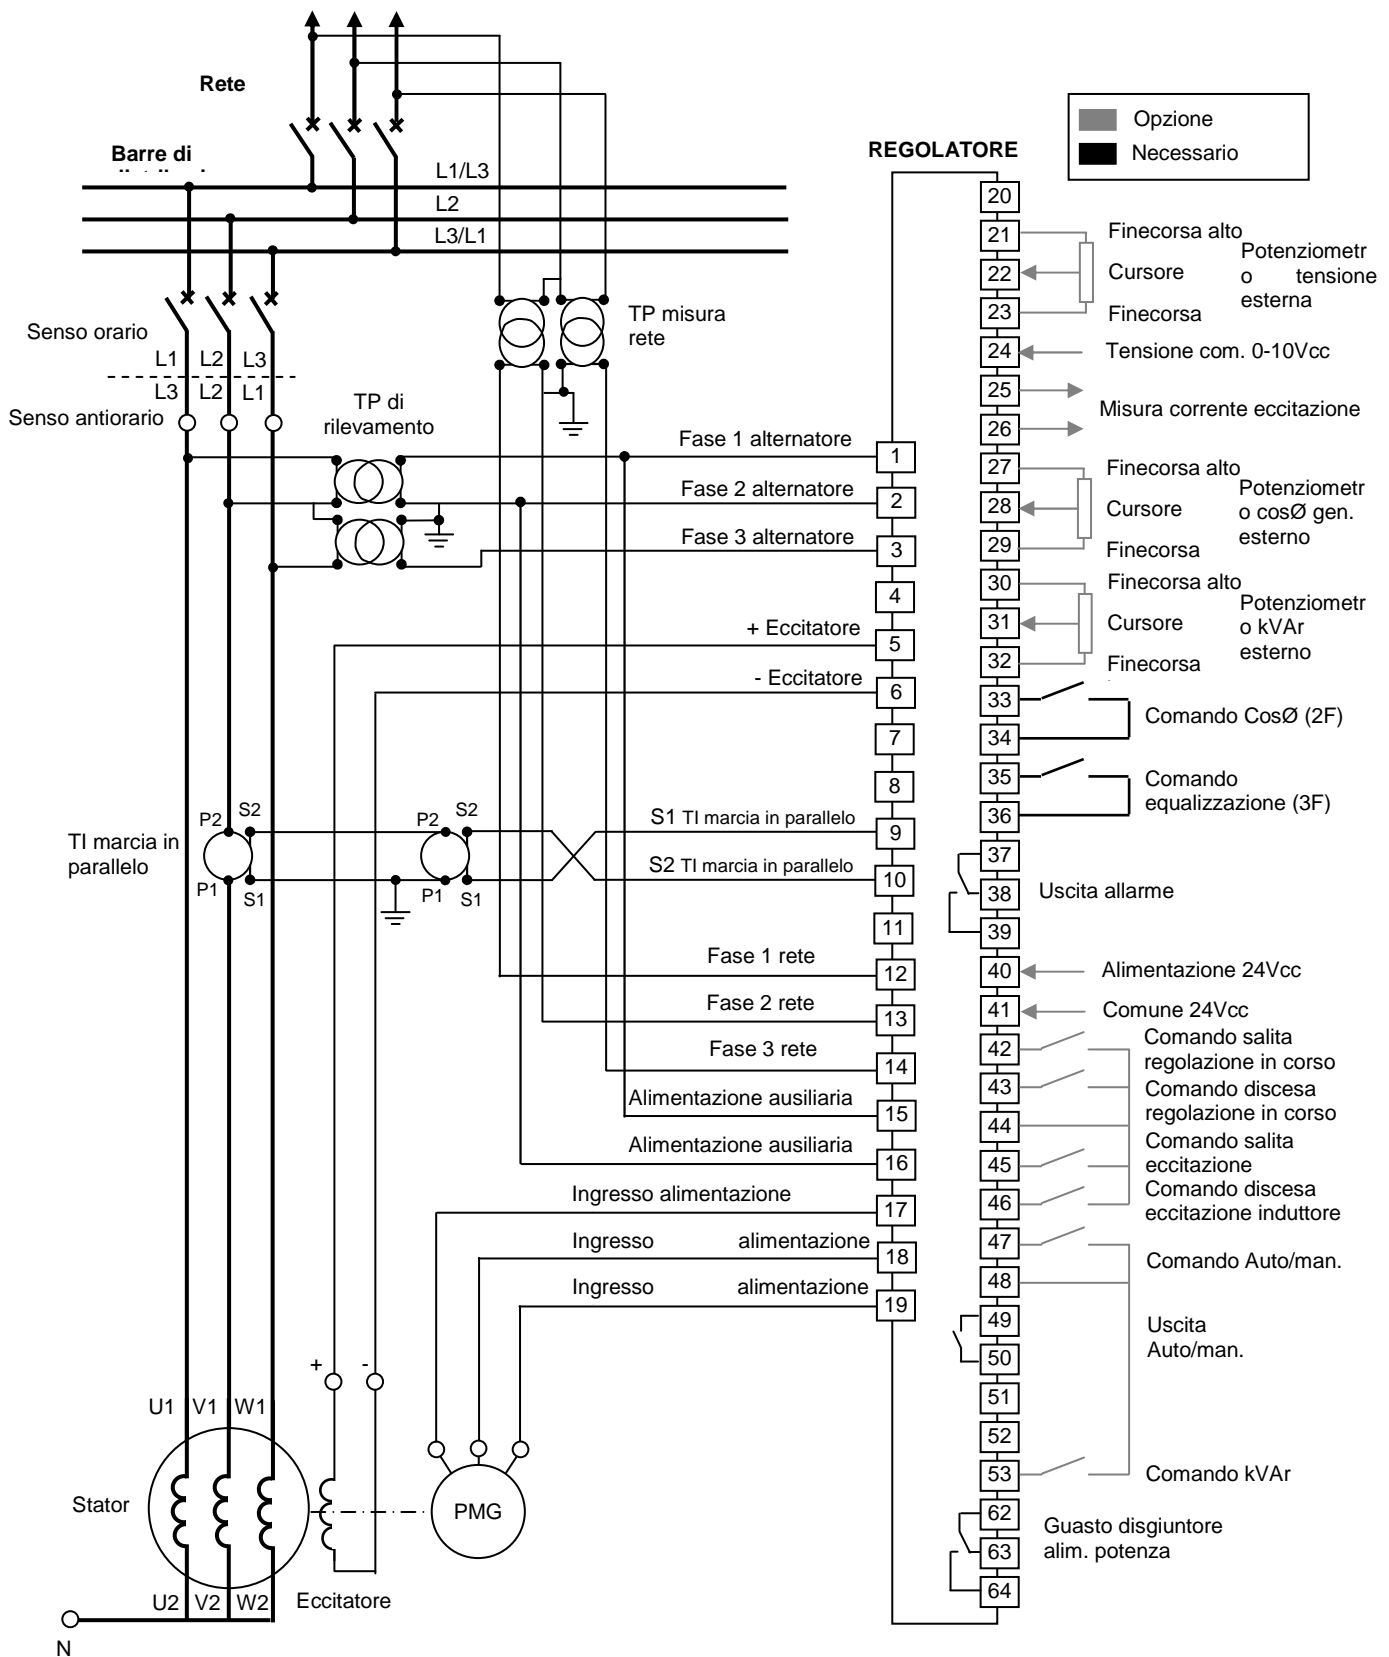 Rete
Opzione
Necessario
REGOLATORE
Barre di
L1/L3
L2
L3/L1
Senso orario
L1 L2 L3
L3 L2 L1
Senso antiorario
TP misura
rete
TP di
rilevamento
Fase 1 alternatore
1
Fase 2 alternatore
2
Fase 3 alternatore
3
4
+ Eccitatore
5
- Eccitatore
6
7
8
TI marcia in
parallelo
P2 S2
P1 S1
P2 S2
P1 S1
S1 TI marcia in parallelo
9
S2 TI marcia in parallelo
10
11
Fase 1 rete
12
Fase 2 rete
13
Fase 3 rete
14
Alimentazione ausiliaria
15
Alimentazione ausiliaria
16
Ingresso alimentazione
17
Ingresso alimentazione
18
Ingresso alimentazione
19
20
21 Finecorsa alto
22 Cursore
23 Finecorsa
Potenziometr
o tensione
esterna
24 Tensione com. 0-10Vcc
25
26
Misura corrente eccitazione
27 Finecorsa alto
28 Cursore
29 Finecorsa
Potenziometr
o cosØ gen.
esterno
30 Finecorsa alto
31 Cursore
32 Finecorsa
Potenziometr
o kVAr
esterno
33
34
Comando CosØ (2F)
35
36
Comando
equalizzazione (3F)
37
38
39
Uscita allarme
40 Alimentazione 24Vcc
41 Comune 24Vcc
42
Comando salita
regolazione in corso
43
Comando discesa
regolazione in corso
44
45
Comando salita
eccitazione
46
Comando discesa
eccitazione induttore
47
48
Comando Auto/man.
49
50
Uscita
Auto/man.
51
52
53 Comando kVAr
62
63
64
Guasto disgiuntore
alim. potenza
+ -
U1 V1 W1
Stator
PMG
U2 V2 W2
Eccitatore
N